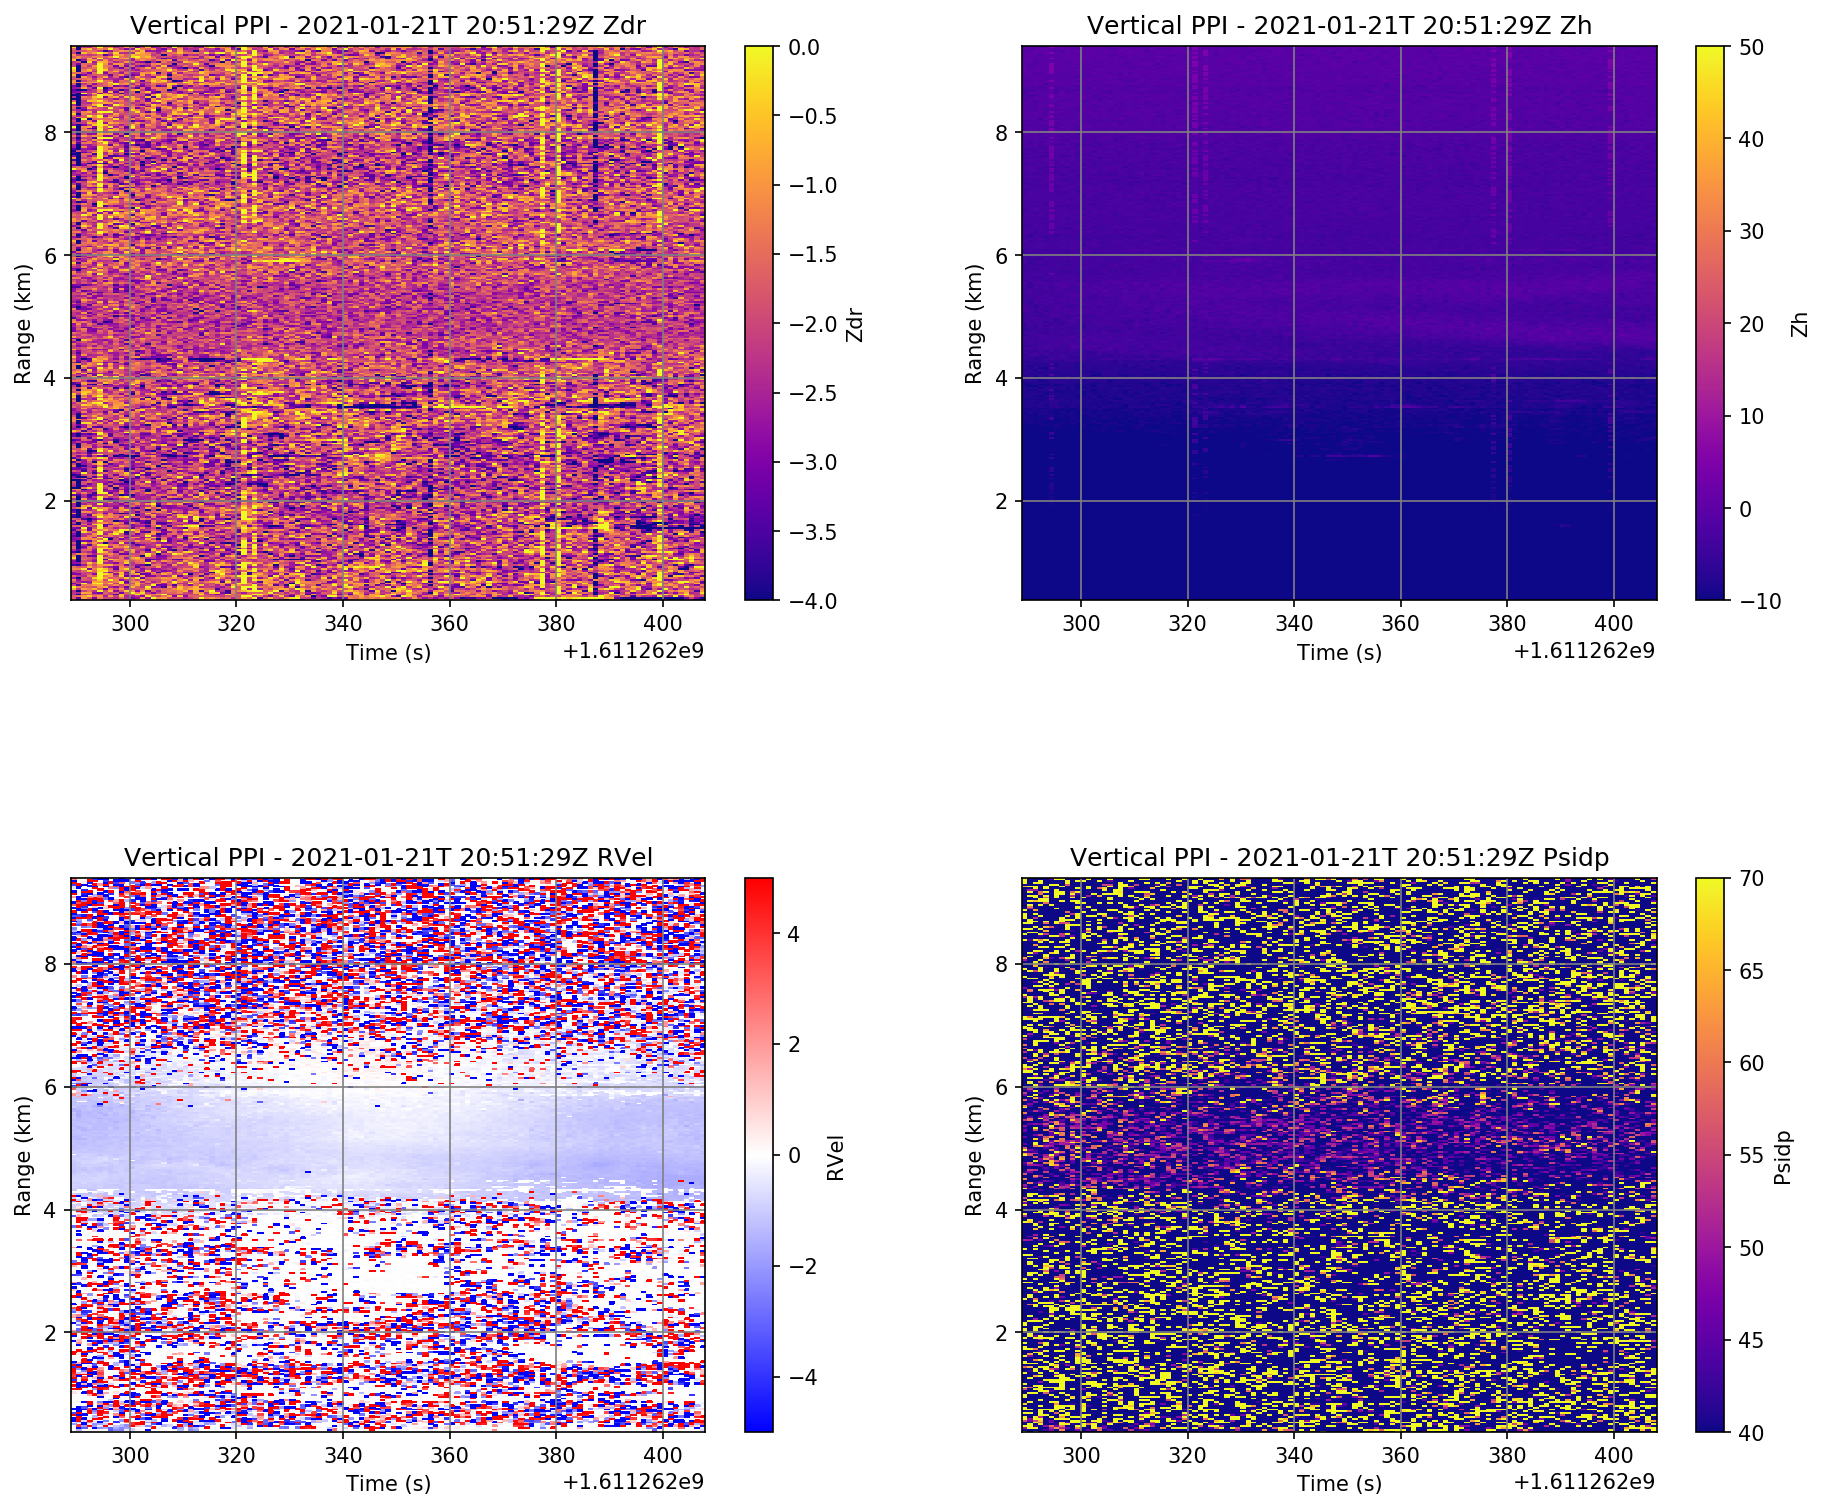 Vertical PPI - 2021-01-21T 20:51:29Z Zdr
Range (km)
8
6
4
2
300 320 340 360 380 400
Time (s)
+1.611262e9
0.0
−0.5
−1.0
−1.5
−2.0
−2.5
−3.0
−3.5
−4.0
Zdr
Vertical PPI - 2021-01-21T 20:51:29Z Zh
Range (km)
8
6
4
2
300 320 340 360 380 400
Time (s)
+1.611262e9
50
40
30
20
10
0
−10
Zh
Vertical PPI - 2021-01-21T 20:51:29Z RVel
Range (km)
8
6
4
2
300 320 340 360 380 400
Time (s)
+1.611262e9
4
2
0
−2
−4
RVel
Vertical PPI - 2021-01-21T 20:51:29Z Psidp
Range (km)
8
6
4
2
300 320 340 360 380 400
Time (s)
+1.611262e9
70
65
60
55
50
45
40
Psidp